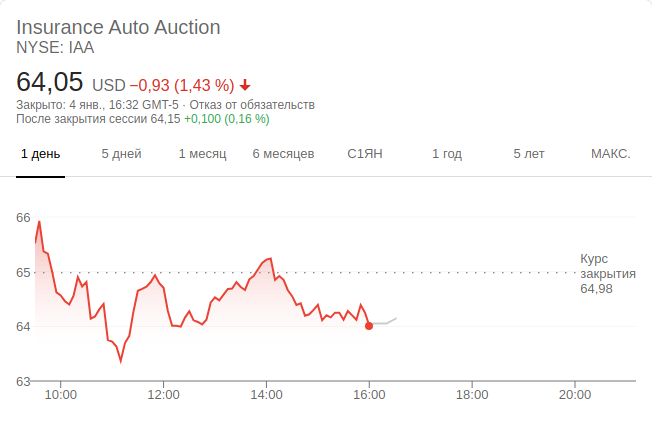 Insurance Auto Auction
NYSE: IAA
64,05 USD −0,93 (1,43 %)
Закрыто: 4 янв., 16:32 GMT-5 · Отказ от обязательств
После закрытия сессии 64,15 +0,100 (0,16 %)
1 день 5 дней 1 месяц 6 месяцев С1ЯН 1 год 5 лет МАКС.
66
65
64
63
Курс
закрытия
64,98
10:00 12:00 14:00 16:00 18:00 20:00